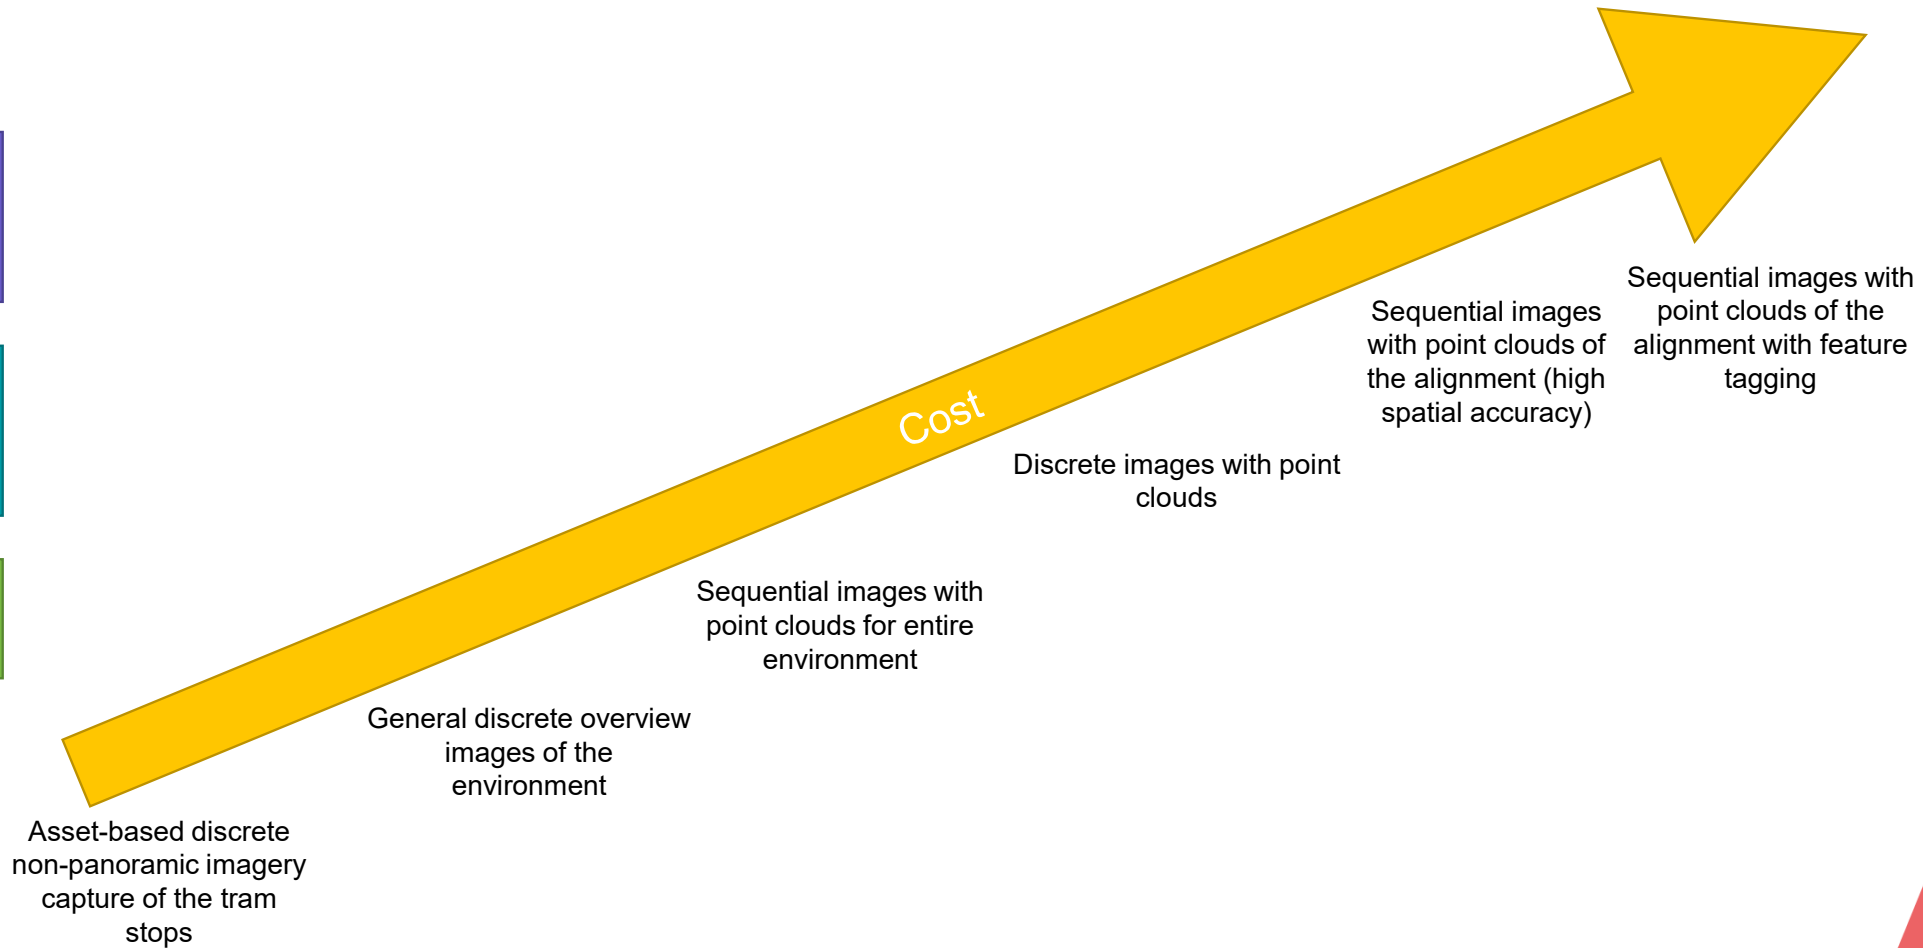 Cost
Sequential images with
point clouds of the
alignment with feature
tagging
Sequential images
with point clouds of
the alignment (high
spatial accuracy)
Discrete images with point
clouds
Sequential images with
point clouds for entire
environment
General discrete overview
images of the
environment
Asset-based discrete
non-panoramic imagery
capture of the tram
stops